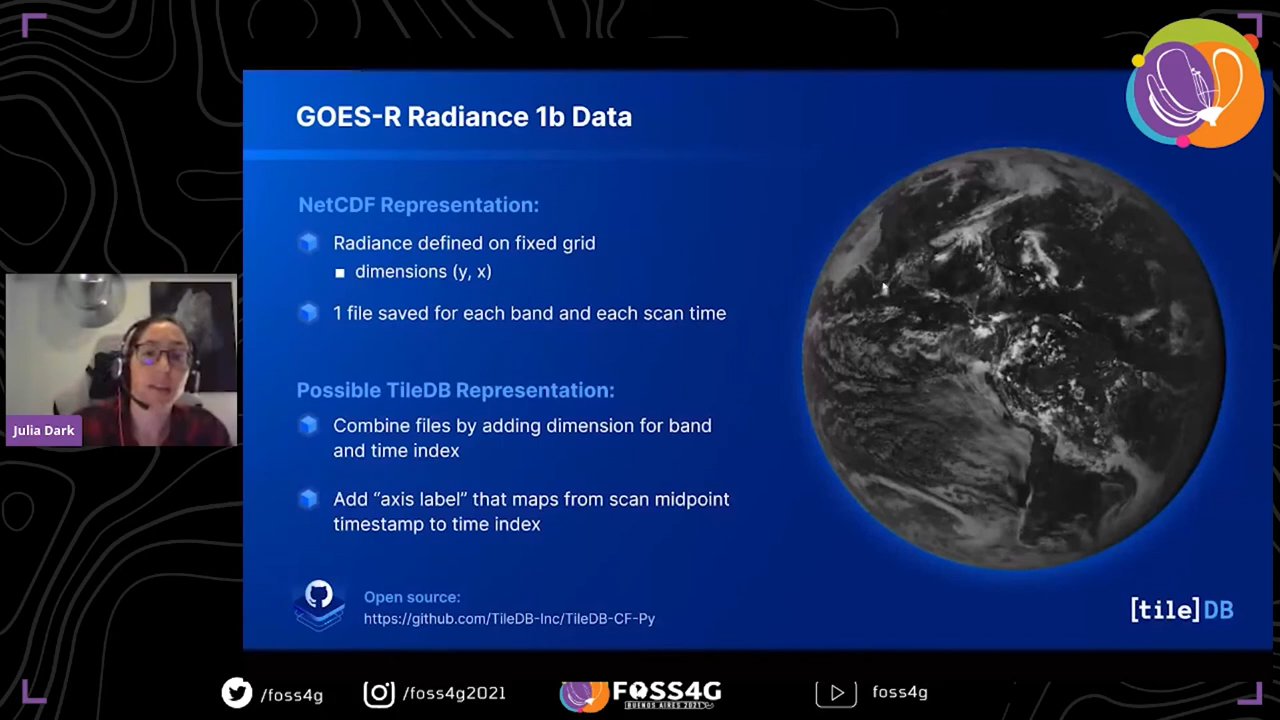 GOES-R Radiance 1b Data
NetCDF Representation:
Radiance defined on fixed grid
dimensions (y, x)
1 file saved for each band and each scan time
Possible TileDB Representation:
Combine files by adding dimension for band
and time index
Add “axis label” that maps from scan midpoint
timestamp to time index
Open source:
https://github.com/TileDB-Inc/TileDB-CF-Py
[tile]DB
Julia Dark
/foss4g
/foss4g2021
FOSS4G
BUENOS AIRES 2021
foss4g